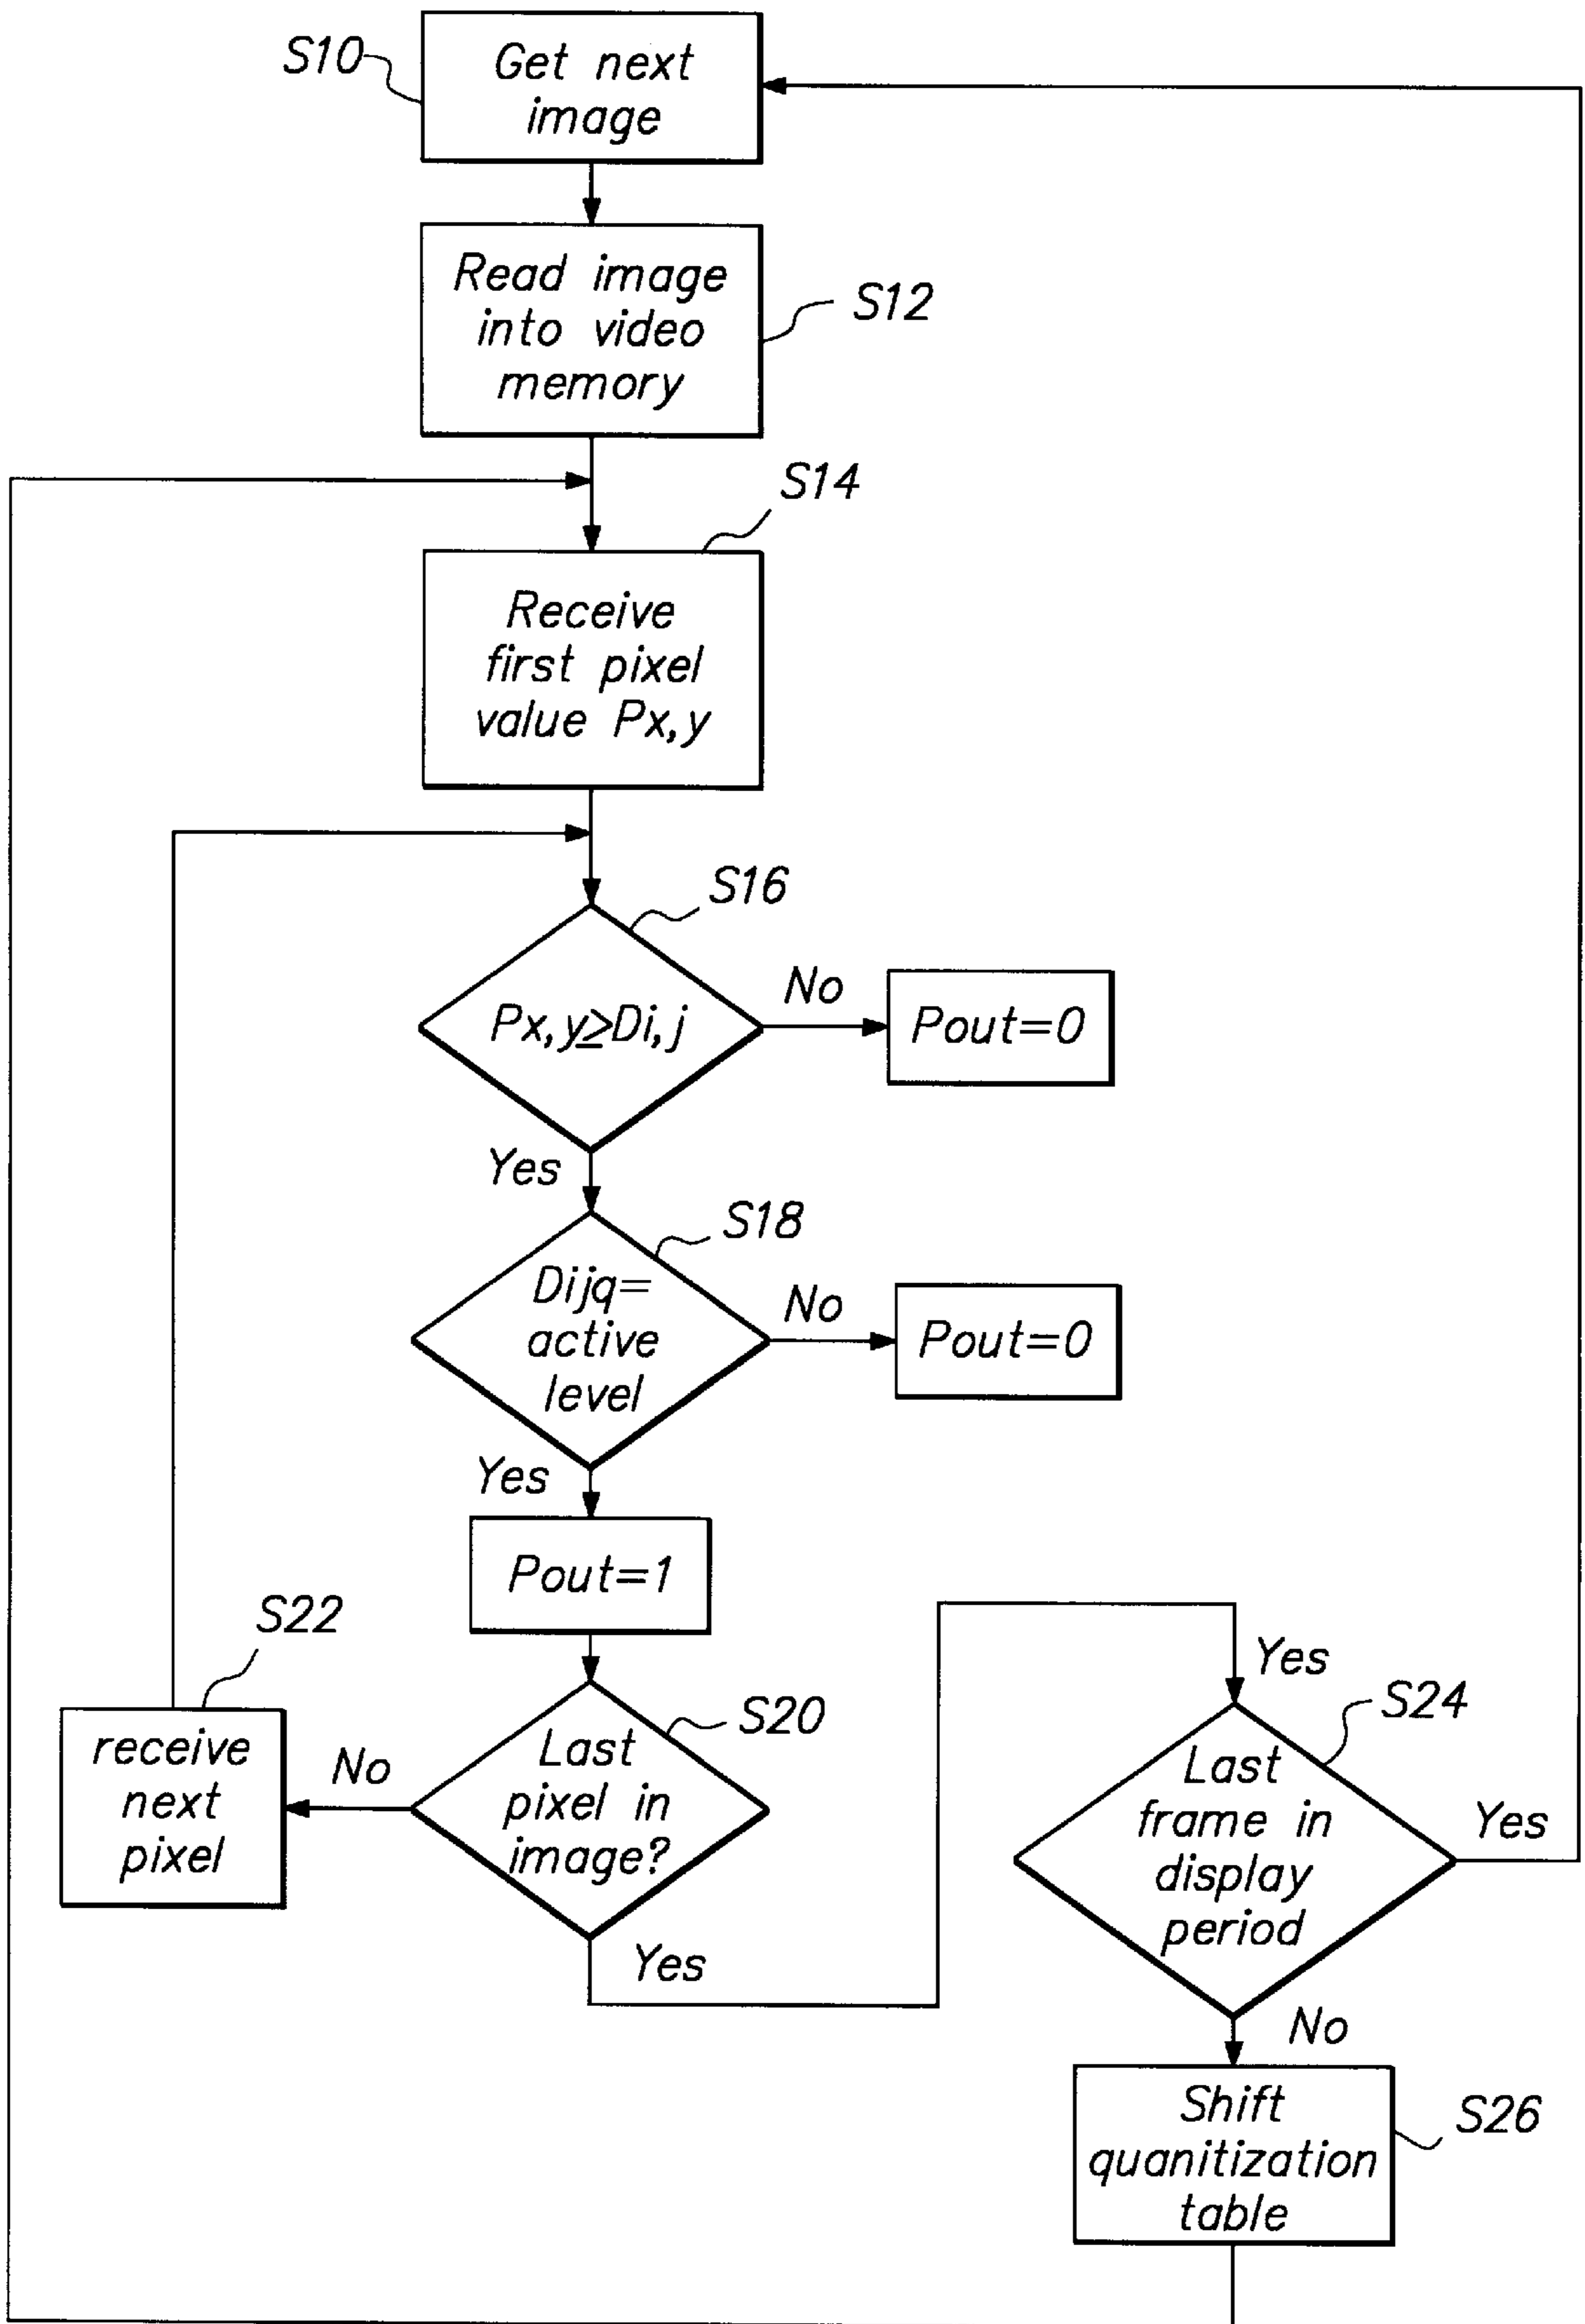 S10
Get next
image
Read image
into video
memory
S12
S14
Receive
first pixel
value Px,y
S16
Px,y≥Di,j
No
Pout=0
Yes
S18
Dijq=
active
level
No
Pout=0
Yes
Pout=1
S22
receive
next
pixel
No
S20
Last
pixel in
image?
Yes
Yes
S24
Last
frame in
display
period
Yes
No
Shift
quanitization
table
S26